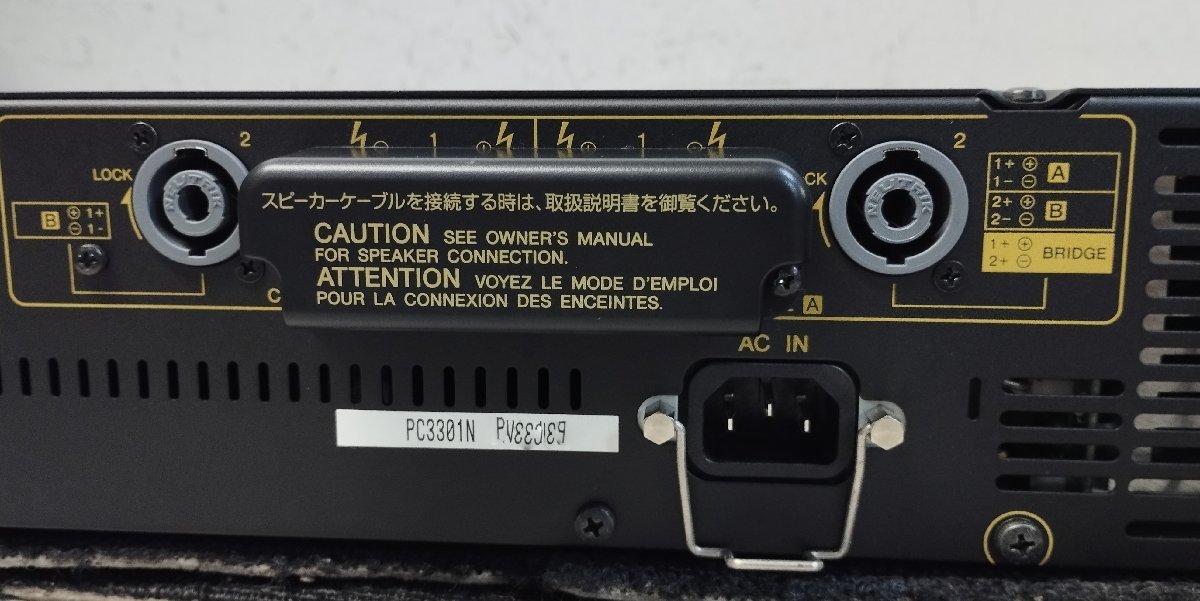 2
LOCK
B 1+
1-
NEUTRIK
1
1
2
CK
NEUTRIK
1+ A
1-
2+ B
2-
1+
2+ BRIDGE
スピーカーケーブルを接続する時は、取扱説明書を御覧ください。
CAUTION SEE OWNER'S MANUAL
FOR SPEAKER CONNECTION.
ATTENTION VOYEZ LE MODE D'EMPLOI
POUR LA CONNEXION DES ENCEINTES.
C
A
AC IN
PC3301N